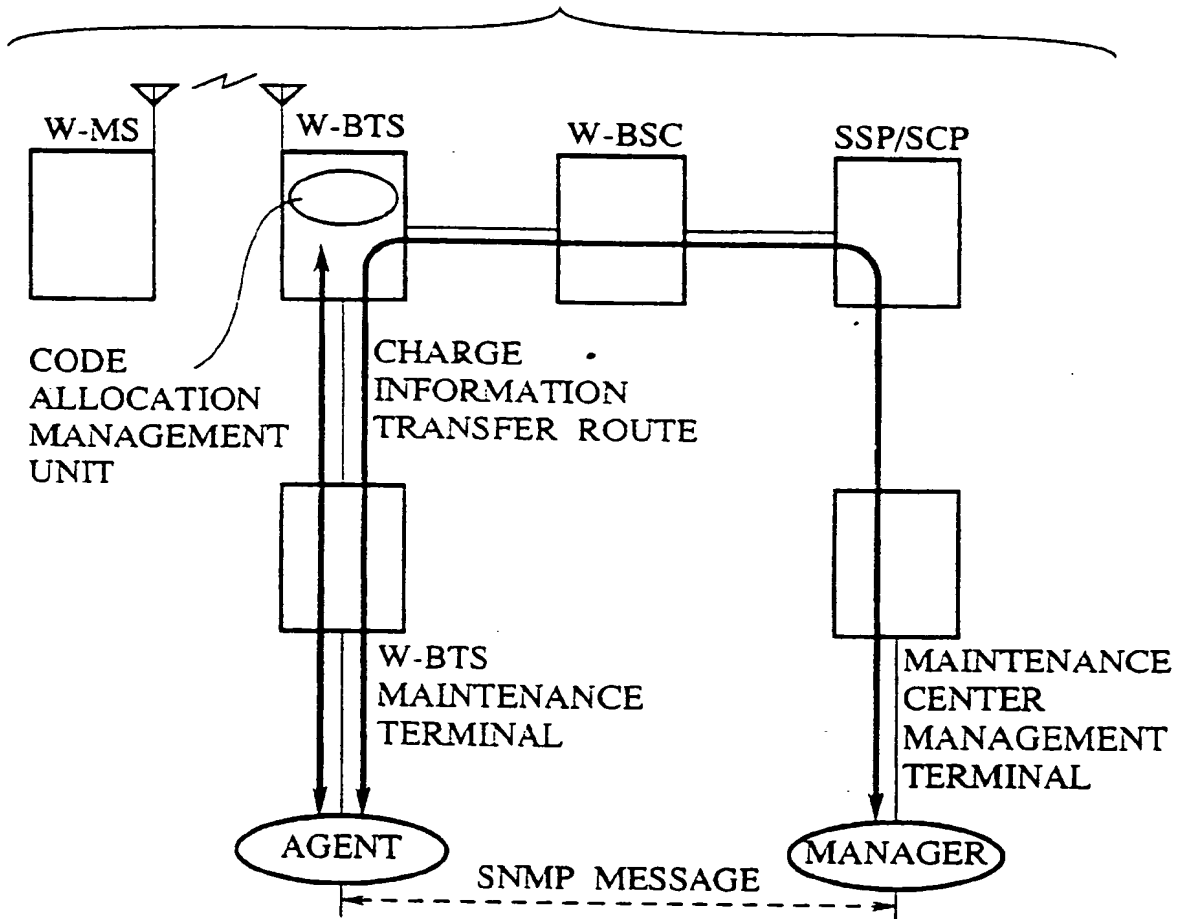 W-MS
W-BTS
W-BSC
SSP/SCP
CODE
ALLOCATION
MANAGEMENT
UNIT
CHARGE
INFORMATION
TRANSFER ROUTE
W-BTS
MAINTENANCE
TERMINAL
MAINTENANCE
CENTER
MANAGEMENT
TERMINAL
AGENT
MANAGER
SNMP MESSAGE